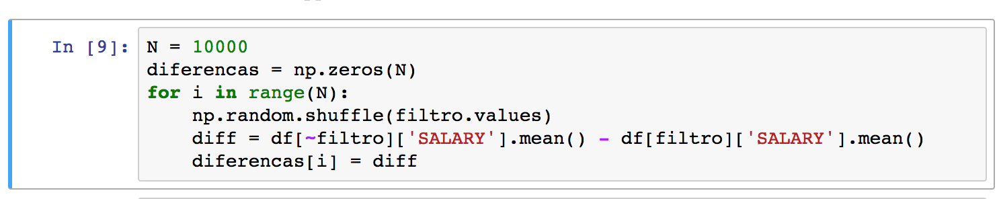 In [9]: N = 10000
diferencas = np.zeros(N)
for i in range(N):
    np.random.shuffle(filtro.values)
    diff = df[~filtro]['SALARY'].mean() - df[filtro]['SALARY'].mean()
    diferencas[i] = diff